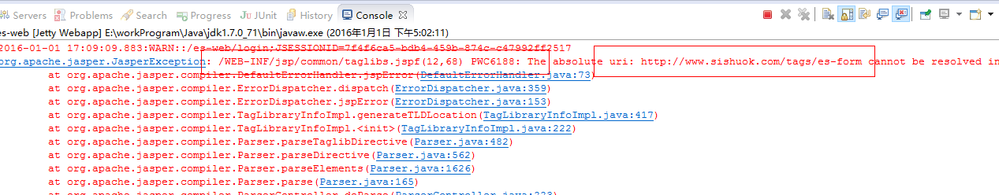 Servers Problems Search Progress JUnit History Console
es-web [Jetty Webapp] E:\workProgram\Java\jdk1.7.0_71\bin\javaw.exe (2016年1月1日 下午5:02:11)
2016-01-01 17:09:09.883:WARN::/es-web/login;JSESSIONID=7f4f6ca5-bdb4-459b-874c-c47992ff2517
org.apache.jasper.JasperException: /WEB-INF/jsp/common/taglibs.jspf(12,68) PWC6188: The absolute uri: http://www.sishuok.com/tags/es-form cannot be resolved in
at org.apache.jasper.compiler.DefaultErrorHandler.jspError(DefaultErrorHandler.java:73)
at org.apache.jasper.compiler.ErrorDispatcher.dispatch(ErrorDispatcher.java:359)
at org.apache.jasper.compiler.ErrorDispatcher.jspError(ErrorDispatcher.java:153)
at org.apache.jasper.compiler.TagLibraryInfoImpl.generateTLDLocation(TagLibraryInfoImpl.java:417)
at org.apache.jasper.compiler.TagLibraryInfoImpl.<init>(TagLibraryInfoImpl.java:222)
at org.apache.jasper.compiler.Parser.parseTaglibDirective(Parser.java:482)
at org.apache.jasper.compiler.Parser.parseDirective(Parser.java:562)
at org.apache.jasper.compiler.Parser.parseElements(Parser.java:1626)
at org.apache.jasper.compiler.Parser.parse(Parser.java:165)
at org.apache.jasper.compiler.ParserController.doParse(ParserController.java:223)